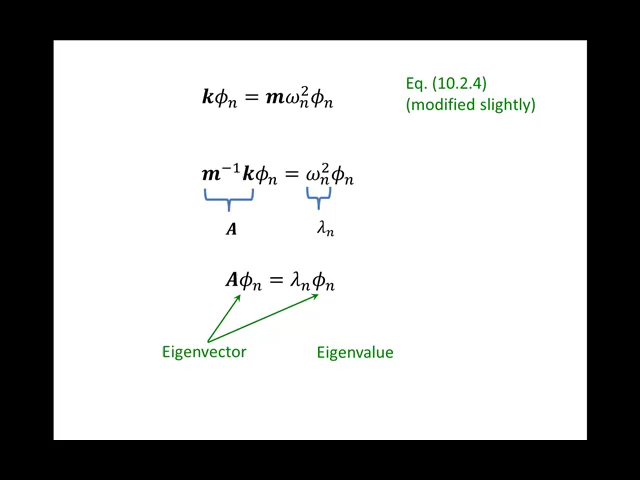 𝒌𝜙ₙ = 𝒎ωₙ²𝜙ₙ
Eq. (10.2.4)
(modified slightly)
𝒎⁻¹𝒌𝜙ₙ = ωₙ²𝜙ₙ
𝑨
λₙ
𝑨𝜙ₙ = λₙ𝜙ₙ
Eigenvector
Eigenvalue